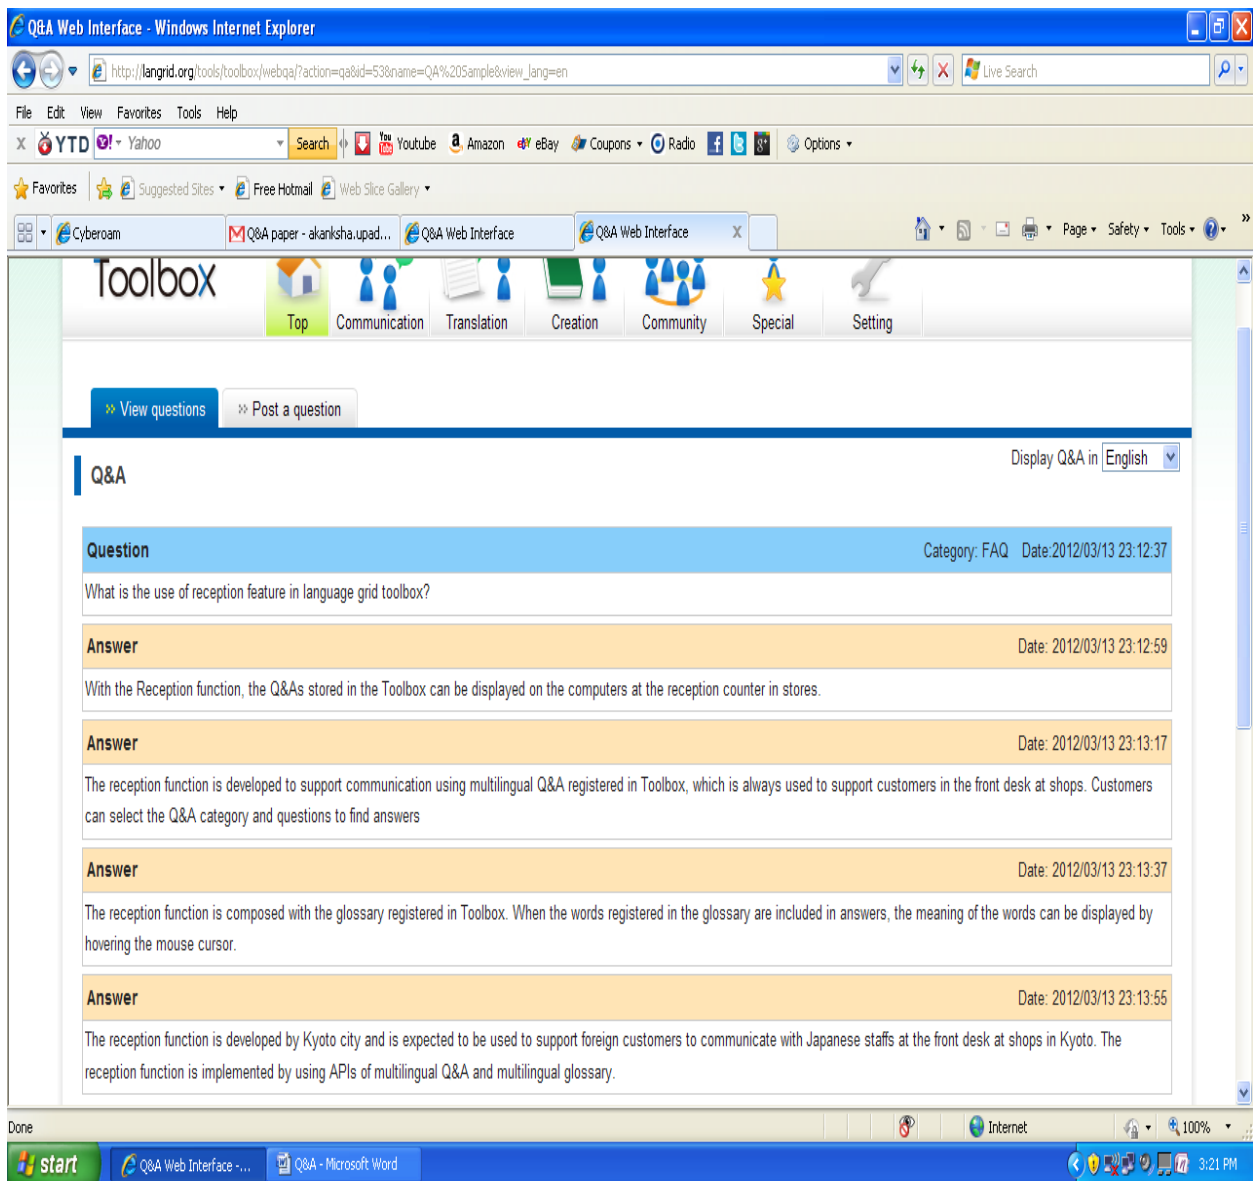 Q&A Web Interface - Windows Internet Explorer
http://langrid.org/tools/toolbox/webqa/?action=qa&id=53&name=QA%20Sample&view_lang=en
Live Search
File Edit View Favorites Tools Help
x YTD Yahoo Search Youtube Amazon eBay Coupons Radio Options
Favorites Suggested Sites Free Hotmail Web Slice Gallery
Cyberoam Q&A paper - akanksha.upad... Q&A Web Interface Q&A Web Interface X Page Safety Tools »
Toolbox
Top Communication Translation Creation Community Special Setting
» View questions » Post a question
Display Q&A in English
Q&A
Question Category: FAQ Date:2012/03/13 23:12:37
What is the use of reception feature in language grid toolbox?
Answer Date: 2012/03/13 23:12:59
With the Reception function, the Q&As stored in the Toolbox can be displayed on the computers at the reception counter in stores.
Answer Date: 2012/03/13 23:13:17
The reception function is developed to support communication using multilingual Q&A registered in Toolbox, which is always used to support customers in the front desk at shops. Customers
can select the Q&A category and questions to find answers
Answer Date: 2012/03/13 23:13:37
The reception function is composed with the glossary registered in Toolbox. When the words registered in the glossary are included in answers, the meaning of the words can be displayed by
hovering the mouse cursor.
Answer Date: 2012/03/13 23:13:55
The reception function is developed by Kyoto city and is expected to be used to support foreign customers to communicate with Japanese staffs at the front desk at shops in Kyoto. The
reception function is implemented by using APIs of multilingual Q&A and multilingual glossary.
Done Internet 100%
start Q&A Web Interface -... Q&A - Microsoft Word 3:21 PM